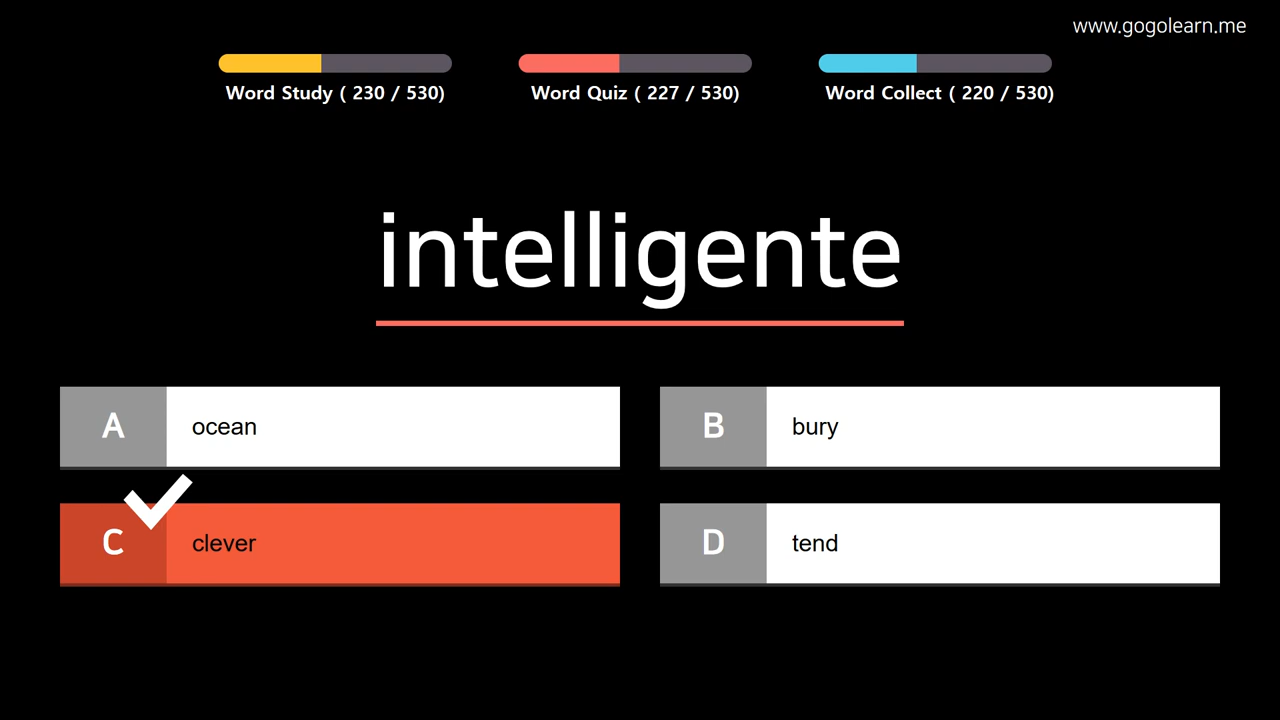 www.gogolearn.me
Word Study ( 230 / 530)
Word Quiz ( 227 / 530)
Word Collect ( 220 / 530)
intelligente
A ocean
B bury
C clever
D tend